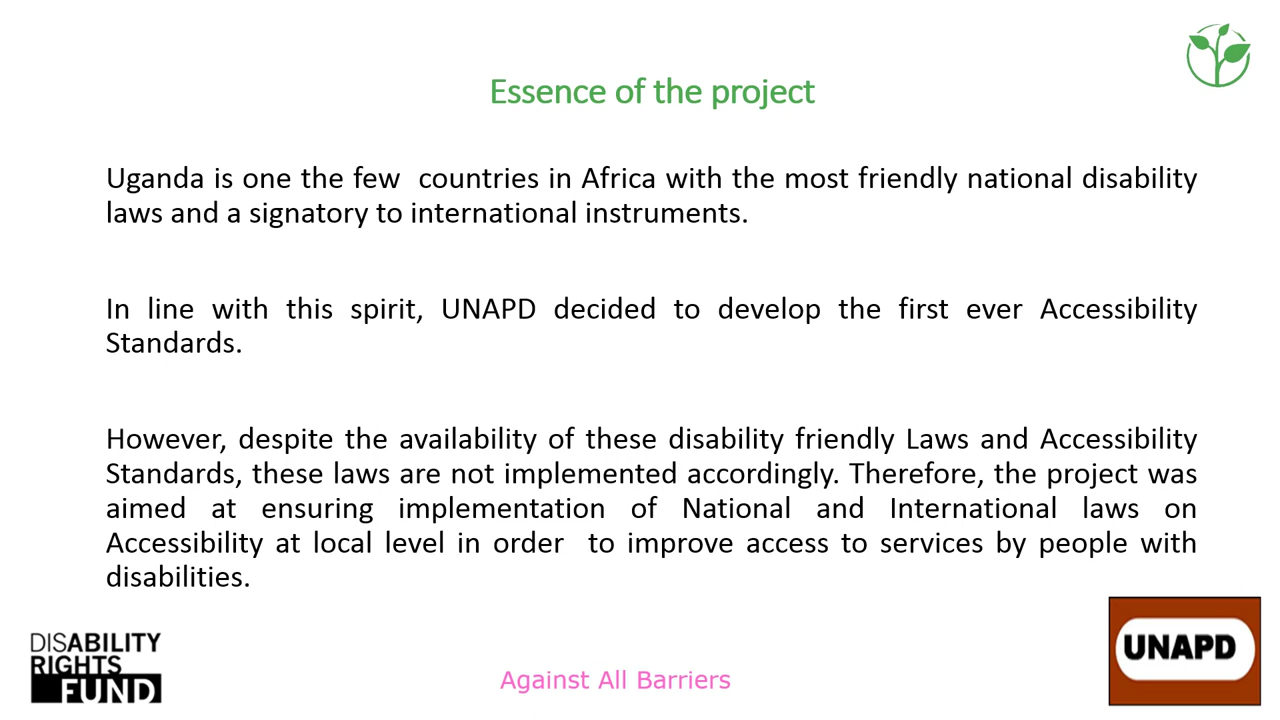 Essence of the project
Uganda is one the few  countries in Africa with the most friendly national disability
laws and a signatory to international instruments.
In line with this spirit, UNAPD decided to develop the first ever Accessibility
Standards.
However, despite the availability of these disability friendly Laws and Accessibility
Standards, these laws are not implemented accordingly. Therefore, the project was
aimed at ensuring implementation of National and International laws on
Accessibility at local level in order  to improve access to services by people with
disabilities.
DISABILITY
RIGHTS
FUND
Against All Barriers
UNAPD